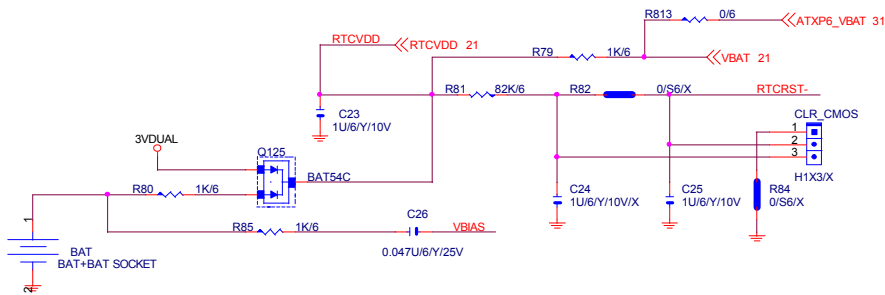 R813 0/6 ATXP6_VBAT 31
RTCVDD RTCVDD 21
R79 1K/6 VBAT 21
R81 82K/6 R82 0/S6/X RTCRST-
C23
1U/6/Y/10V
CLR_CMOS
1
2
3
H1X3/X
3VDUAL
Q125
BAT54C
R80 1K/6
C24
1U/6/Y/10V/X
C25
1U/6/Y/10V
R84
0/S6/X
R85 1K/6
C26 VBIAS
0.047U/6/Y/25V
1
BAT
BAT+BAT SOCKET
2